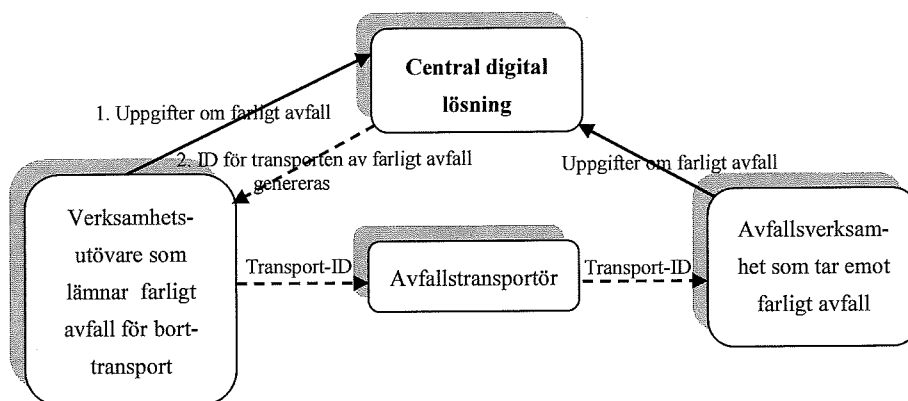 Central digital
lösning
1. Uppgifter om farligt avfall
2. ID för transporten av farligt avfall
genereras
Uppgifter om farligt avfall
Verksamhets-
utövare som
lämnar farligt
avfall för bort-
transport
Transport-ID
Avfallstransportör
Transport-ID
Avfallsverksam-
het som tar emot
farligt avfall